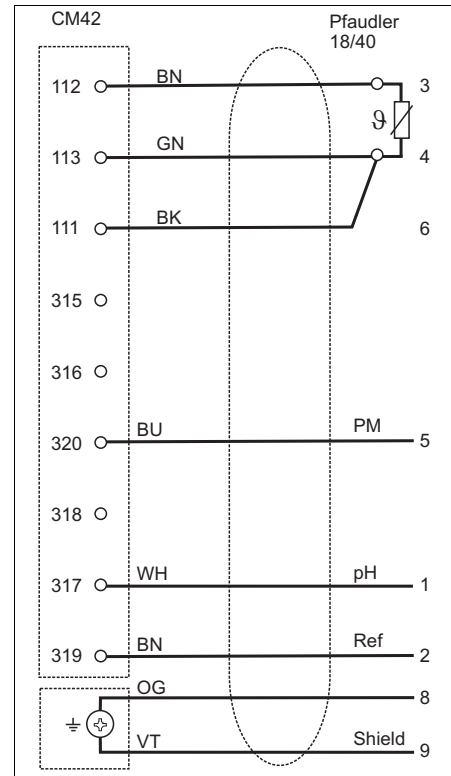 CM42 Pfaudler
18/40
112 BN 3
ϑ
113 GN 4
111 BK 6
315
316
320 BU PM 5
318
317 WH pH 1
319 BN Ref 2
OG 8
VT Shield 9